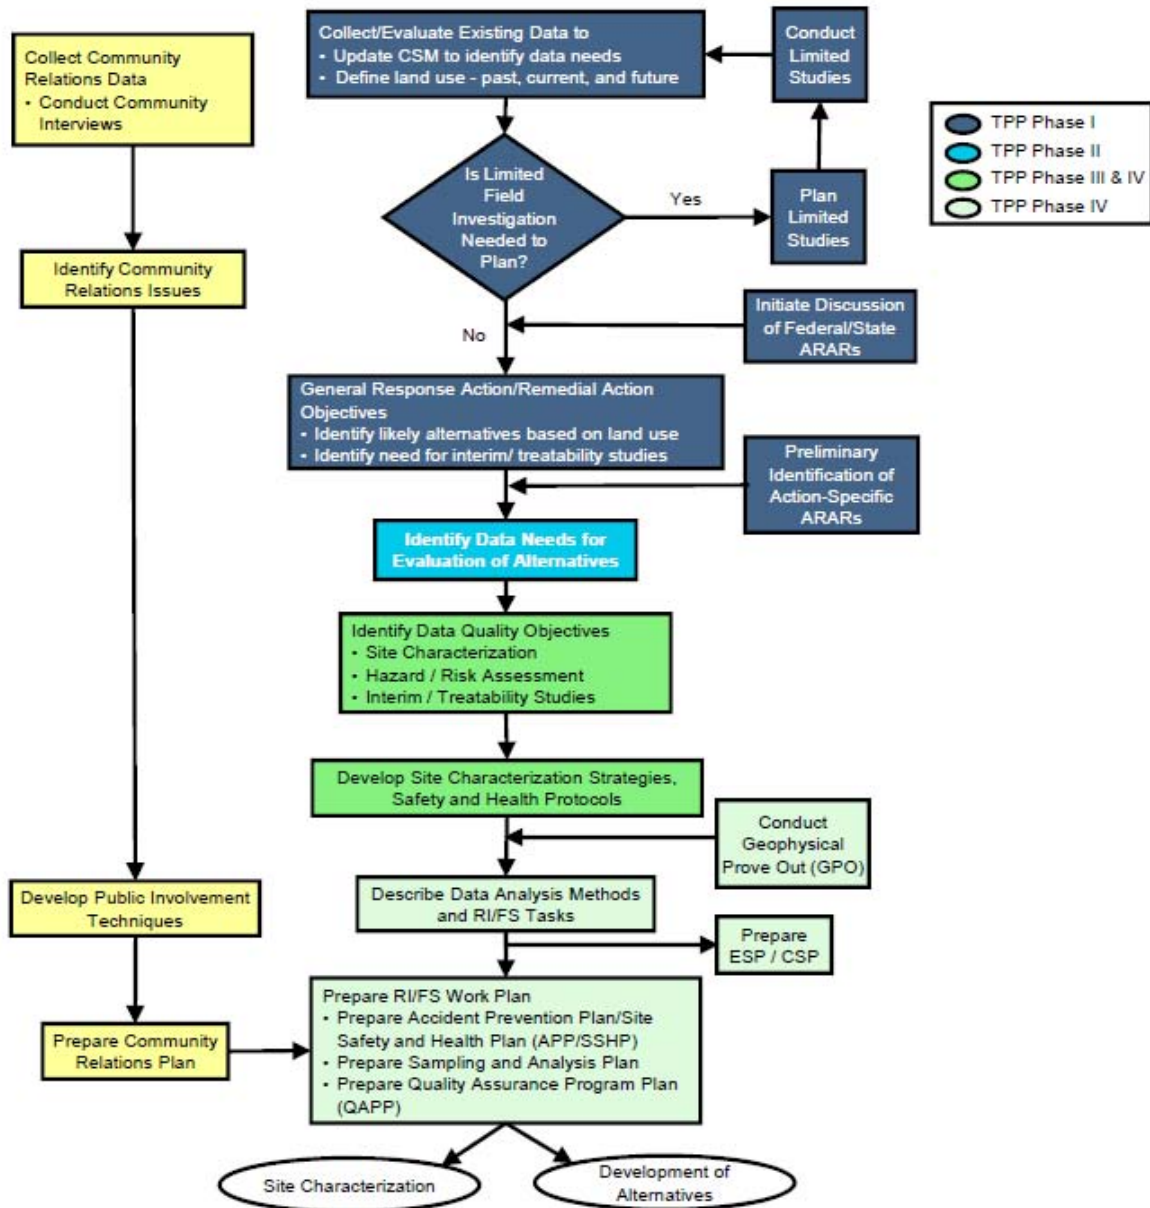 Collect Community
Relations Data
• Conduct Community
Interviews
Identify Community
Relations Issues
Develop Public Involvement
Techniques
Prepare Community
Relations Plan
Collect/Evaluate Existing Data to
• Update CSM to identify data needs
• Define land use - past, current, and future
Conduct
Limited
Studies
Is Limited
Field
Investigation
Needed to
Plan?
Yes
Plan
Limited
Studies
No
Initiate Discussion
of Federal/State
ARARs
General Response Action/Remedial Action
Objectives
• Identify likely alternatives based on land use
• Identify need for interim/ treatability studies
Preliminary
Identification of
Action-Specific
ARARs
Identify Data Needs for
Evaluation of Alternatives
Identify Data Quality Objectives
• Site Characterization
• Hazard / Risk Assessment
• Interim / Treatability Studies
Develop Site Characterization Strategies,
Safety and Health Protocols
Conduct
Geophysical
Prove Out (GPO)
Describe Data Analysis Methods
and RI/FS Tasks
Prepare
ESP / CSP
Prepare RI/FS Work Plan
• Prepare Accident Prevention Plan/Site
Safety and Health Plan (APP/SSHP)
• Prepare Sampling and Analysis Plan
• Prepare Quality Assurance Program Plan
(QAPP)
Site Characterization
Development of
Alternatives
TPP Phase I
TPP Phase II
TPP Phase III & IV
TPP Phase IV